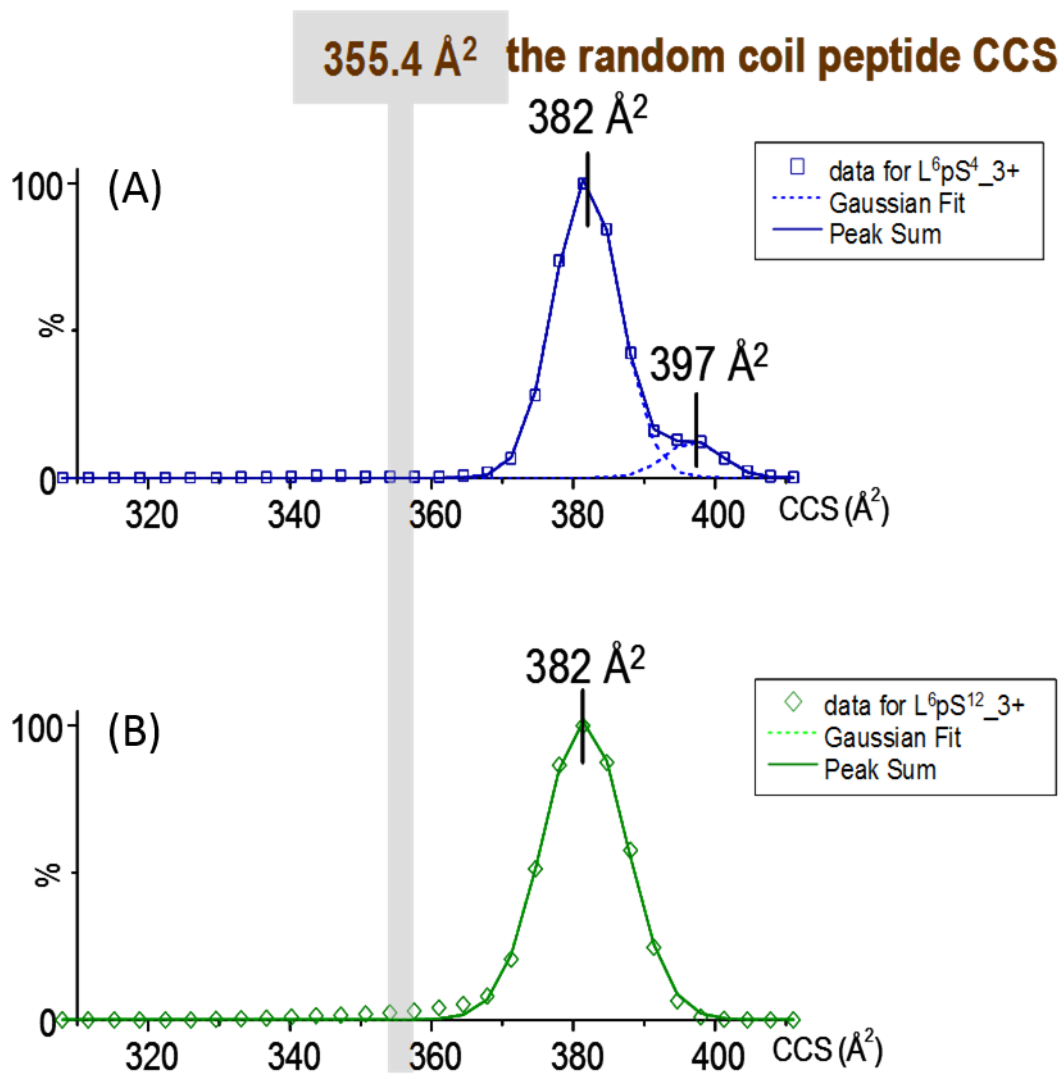 355.4 Å² the random coil peptide CCS
382 Å²
(A)
100
%
0
397 Å²
data for L⁶pS⁴_3+
Gaussian Fit
Peak Sum
320 340 360 380 400 CCS (Å²)
382 Å²
(B)
100
%
0
data for L⁶pS¹²_3+
Gaussian Fit
Peak Sum
320 340 360 380 400 CCS (Å²)